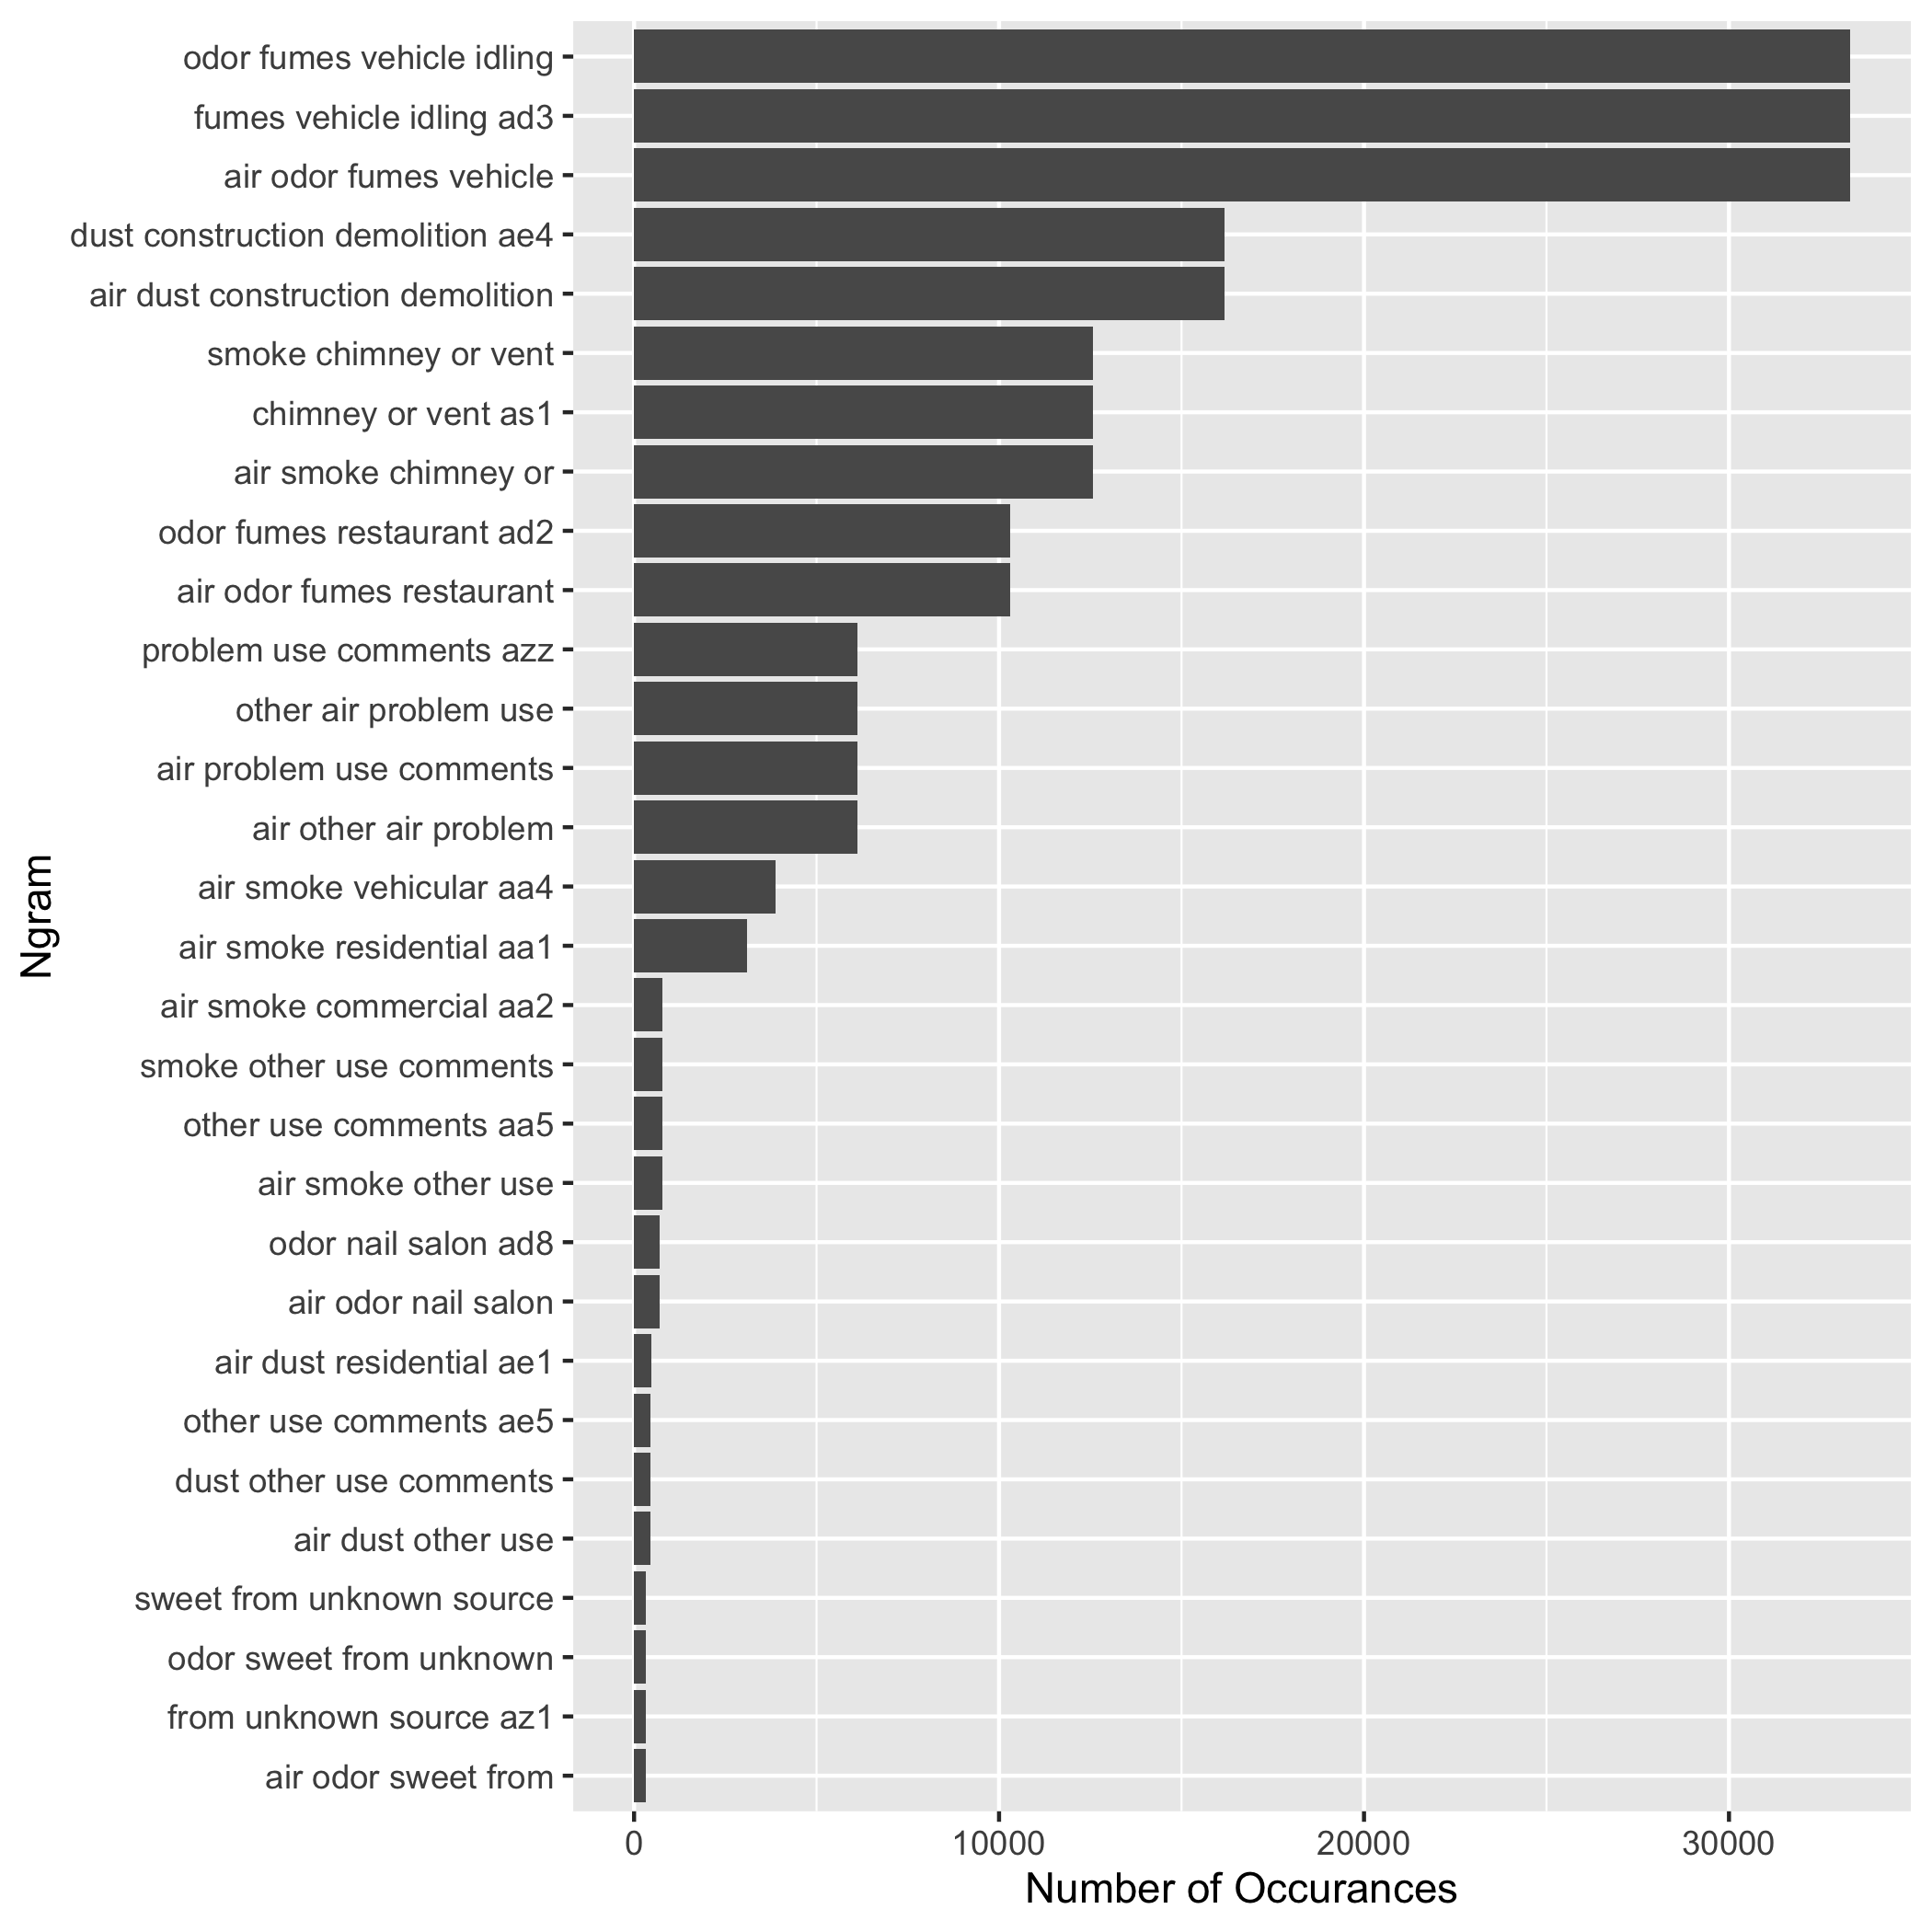 odor fumes vehicle idling
fumes vehicle idling ad3
air odor fumes vehicle
dust construction demolition ae4
air dust construction demolition
smoke chimney or vent
chimney or vent as1
air smoke chimney or
odor fumes restaurant ad2
air odor fumes restaurant
problem use comments azz
other air problem use
air problem use comments
air other air problem
air smoke vehicular aa4
air smoke residential aa1
air smoke commercial aa2
smoke other use comments
other use comments aa5
air smoke other use
odor nail salon ad8
air odor nail salon
air dust residential ae1
other use comments ae5
dust other use comments
air dust other use
sweet from unknown source
odor sweet from unknown
from unknown source az1
air odor sweet from
Ngram
0 10000 20000 30000
Number of Occurances